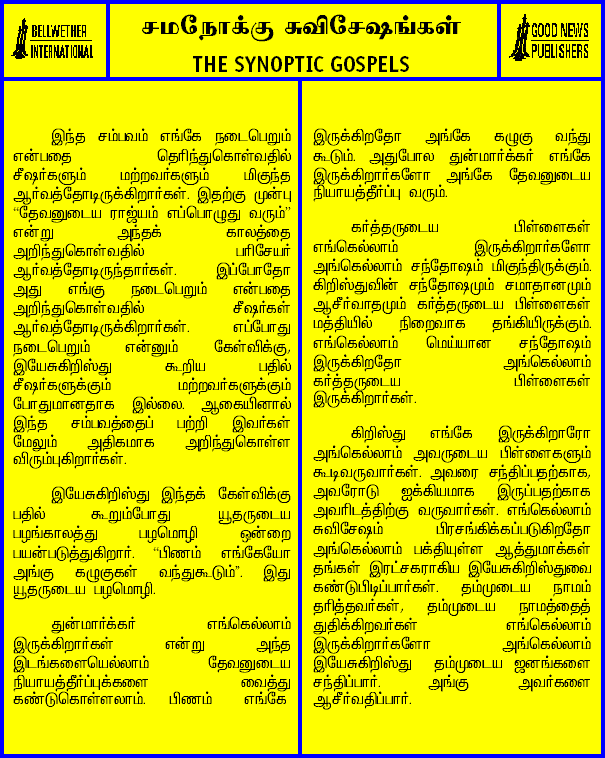 BELLWETHER
INTERNATIONAL
சமநோக்கு சுவிசேஷங்கள்
THE SYNOPTIC GOSPELS
GOOD NEWS
PUBLISHERS
இந்த சம்பவம் எங்கே நடைபெறும்
என்பதை தெரிந்துகொள்வதில்
சீஷர்களும் மற்றவர்களும் மிகுந்த
ஆர்வத்தோடிருக்கிறார்கள். இதற்கு முன்பு
“தேவனுடைய ராஜ்யம் எப்பொழுது வரும்”
என்று அந்தக் காலத்தை
அறிந்துகொள்வதில் பரிசேயர்
ஆர்வத்தோடிருந்தார்கள். இப்போதோ
அது எங்கு நடைபெறும் என்பதை
அறிந்துகொள்வதில் சீஷர்கள்
ஆர்வத்தோடிருக்கிறார்கள். எப்போது
நடைபெறும் என்னும் கேள்விக்கு,
இயேசுகிறிஸ்து கூறிய பதில்
சீஷர்களுக்கும் மற்றவர்களுக்கும்
போதுமானதாக இல்லை. ஆகையினால்
இந்த சம்பவத்தைப் பற்றி இவர்கள்
மேலும் அதிகமாக அறிந்துகொள்ள
விரும்புகிறார்கள்.
இயேசுகிறிஸ்து இந்தக் கேள்விக்கு
பதில் கூறும்போது யூதருடைய
பழங்காலத்து பழமொழி ஒன்றை
பயன்படுத்துகிறார். “பிணம் எங்கேயோ
அங்கு கழுகுகள் வந்துகூடும்”. இது
யூதருடைய பழமொழி.
துன்மார்க்கர் எங்கெல்லாம்
இருக்கிறார்கள் என்று அந்த
இடங்களையெல்லாம் தேவனுடைய
நியாயத்தீர்ப்புக்களை வைத்து
கண்டுகொள்ளலாம். பிணம் எங்கே
இருக்கிறதோ அங்கே கழுகு வந்து
கூடும். அதுபோல துன்மார்க்கர் எங்கே
இருக்கிறார்களோ அங்கே தேவனுடைய
நியாயத்தீர்ப்பு வரும்.
கர்த்தருடைய பிள்ளைகள்
எங்கெல்லாம் இருக்கிறார்களோ
அங்கெல்லாம் சந்தோஷம் மிகுந்திருக்கும்.
கிறிஸ்துவின் சந்தோஷமும் சமாதானமும்
ஆசீர்வாதமும் கர்த்தருடைய பிள்ளைகள்
மத்தியில் நிறைவாக தங்கியிருக்கும்.
எங்கெல்லாம் மெய்யான சந்தோஷம்
இருக்கிறதோ அங்கெல்லாம்
கர்த்தருடைய பிள்ளைகள்
இருக்கிறார்கள்.
கிறிஸ்து எங்கே இருக்கிறாரோ
அங்கெல்லாம் அவருடைய பிள்ளைகளும்
கூடிவருவார்கள். அவரை சந்திப்பதற்காக,
அவரோடு ஐக்கியமாக இருப்பதற்காக
அவரிடத்திற்கு வருவார்கள். எங்கெல்லாம்
சுவிசேஷம் பிரசங்கிக்கப்படுகிறதோ
அங்கெல்லாம் பக்தியுள்ள ஆத்துமாக்கள்
தங்கள் இரட்சகராகிய இயேசுகிறிஸ்துவை
கண்டுபிடிப்பார்கள். தம்முடைய நாமம்
தரித்தவர்கள், தம்முடைய நாமத்தைத்
துதிக்கிறவர்கள் எங்கெல்லாம்
இருக்கிறார்களோ அங்கெல்லாம்
இயேசுகிறிஸ்து தம்முடைய ஜனங்களை
சந்திப்பார். அங்கு அவர்களை
ஆசீர்வதிப்பார்.